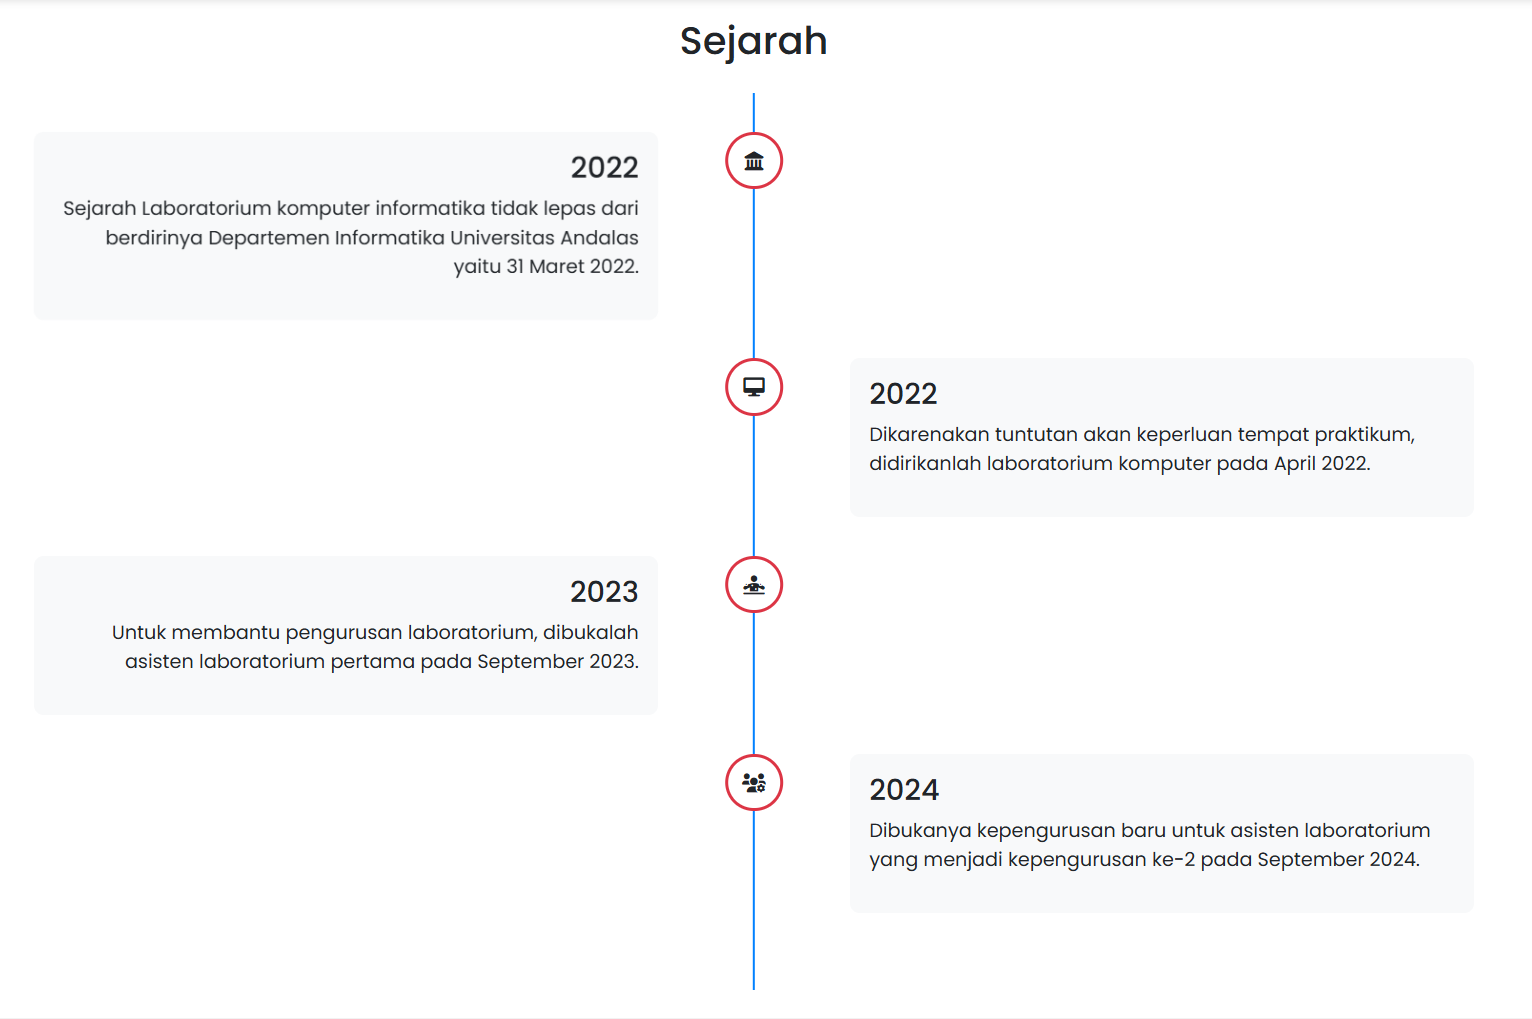 Sejarah
2022
Sejarah Laboratorium komputer informatika tidak lepas dari
berdirinya Departemen Informatika Universitas Andalas
yaitu 31 Maret 2022.
2022
Dikarenakan tuntutan akan keperluan tempat praktikum,
didirikanlah laboratorium komputer pada April 2022.
2023
Untuk membantu pengurusan laboratorium, dibukalah
asisten laboratorium pertama pada September 2023.
2024
Dibukanya kepengurusan baru untuk asisten laboratorium
yang menjadi kepengurusan ke-2 pada September 2024.